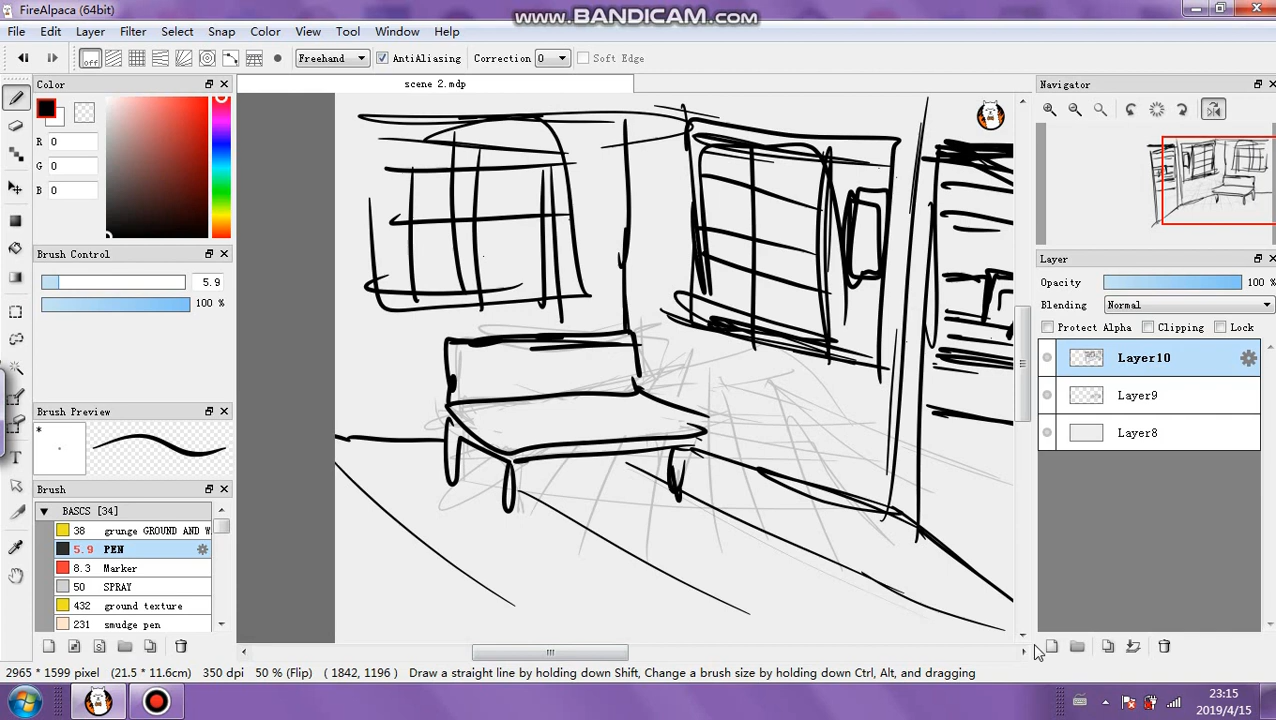 FireAlpaca (64bit)
www.BANDICAM.com
File Edit Layer Filter Select Snap Color View Tool Window Help
off Freehand AntiAliasing Correction 0 Soft Edge
Color
scene 2.mdp
Navigator
R 0
G 0
B 0
Brush Control
5.9
100 %
Layer
Opacity 100 %
Blending Normal
Protect Alpha Clipping Lock
Layer10
Layer9
Layer8
Brush Preview
*
T
Brush
BASCS [34]
38 grunge GROUND AND W
5.9 PEN
8.3 Marker
50 SPRAY
432 ground texture
231 smudge pen
2965 * 1599 pixel (21.5 * 11.6cm) 350 dpi 50 % (Flip) ( 1842, 1196 ) Draw a straight line by holding down Shift, Change a brush size by holding down Ctrl, Alt, and dragging
23:15
2019/4/15